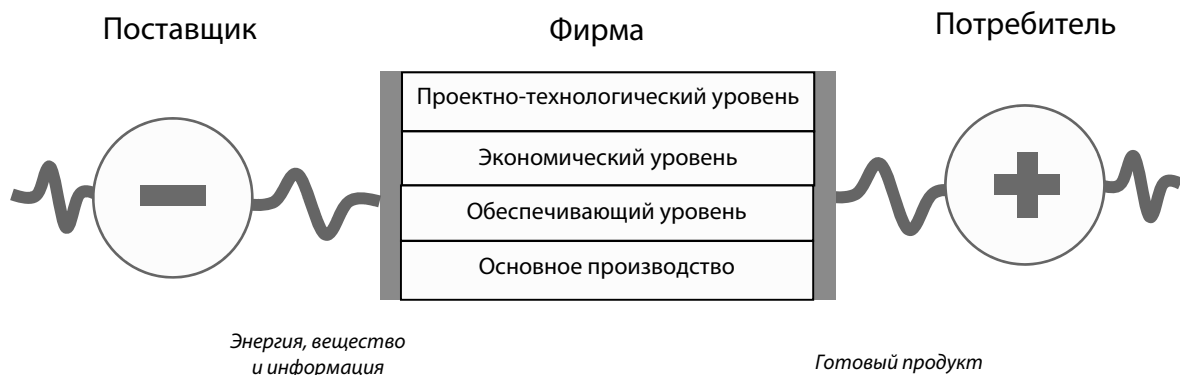 Поставщик
Фирма
Потребитель
Проектно-технологический уровень
Экономический уровень
Обеспечивающий уровень
Основное производство
Энергия, вещество
и информация
Готовый продукт